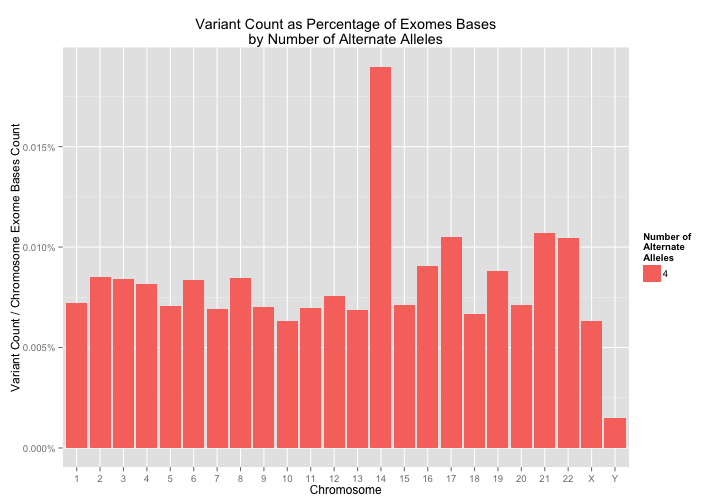 Variant Count as Percentage of Exomes Bases
by Number of Alternate Alleles
Variant Count / Chromosome Exome Bases Count
0.015%
0.010%
0.005%
0.000%
1 2 3 4 5 6 7 8 9 10 11 12 13 14 15 16 17 18 19 20 21 22 X Y
Chromosome
Number of
Alternate
Alleles
4